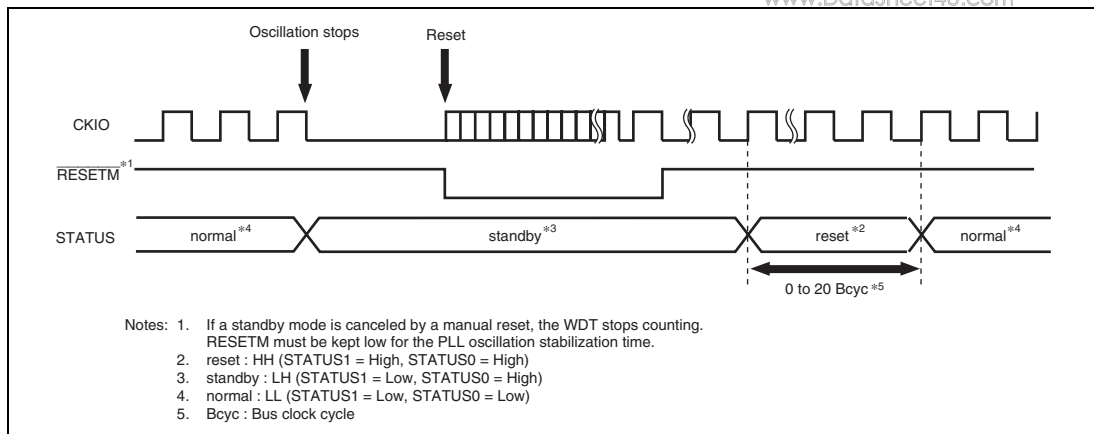 www.DataSheet4U.com
Oscillation stops
Reset
CKIO
RESETM*1
STATUS
normal*4
standby*3
reset*2
normal*4
0 to 20 Bcyc *5
Notes: 1. If a standby mode is canceled by a manual reset, the WDT stops counting.
RESETM must be kept low for the PLL oscillation stabilization time.
2. reset : HH (STATUS1 = High, STATUS0 = High)
3. standby : LH (STATUS1 = Low, STATUS0 = High)
4. normal : LL (STATUS1 = Low, STATUS0 = Low)
5. Bcyc : Bus clock cycle